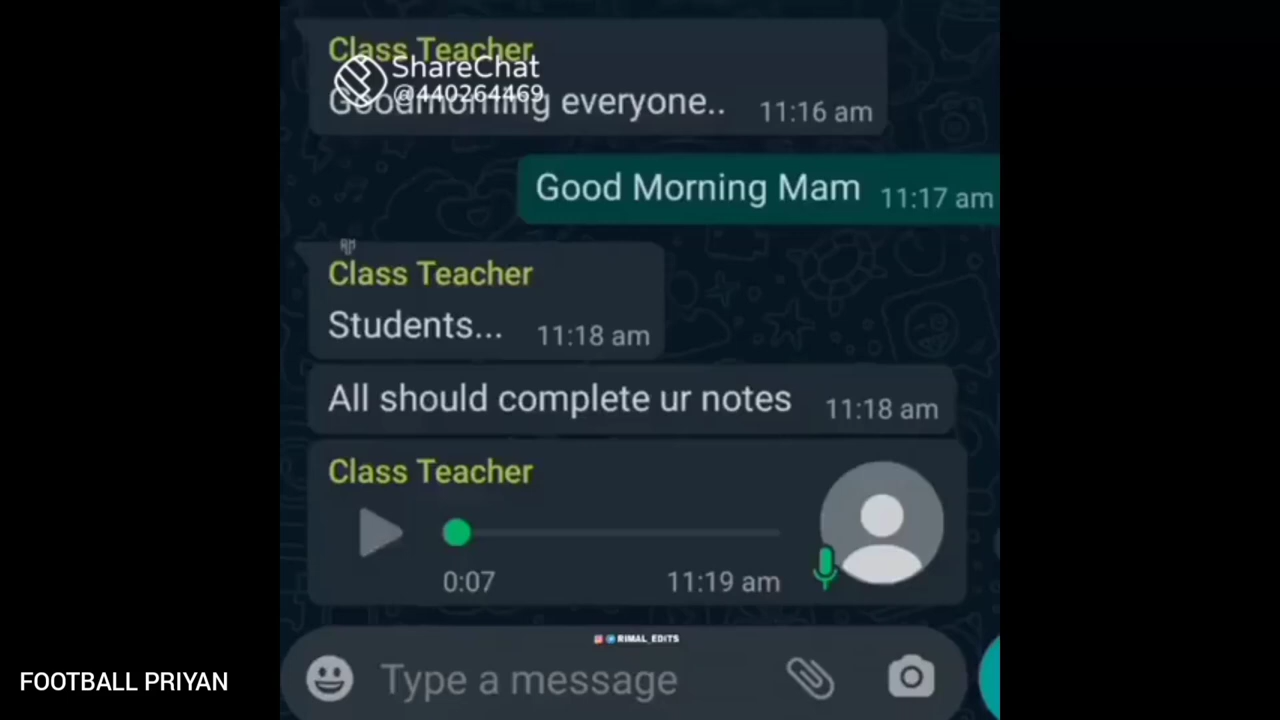 Class Teacher
ShareChat
@440264469
Goodmorning everyone.. 11:16 am
Good Morning Mam 11:17 am
RM
Class Teacher
Students... 11:18 am
All should complete ur notes 11:18 am
Class Teacher
0:07 11:19 am
RIMAL_EDITS
Type a message
FOOTBALL PRIYAN